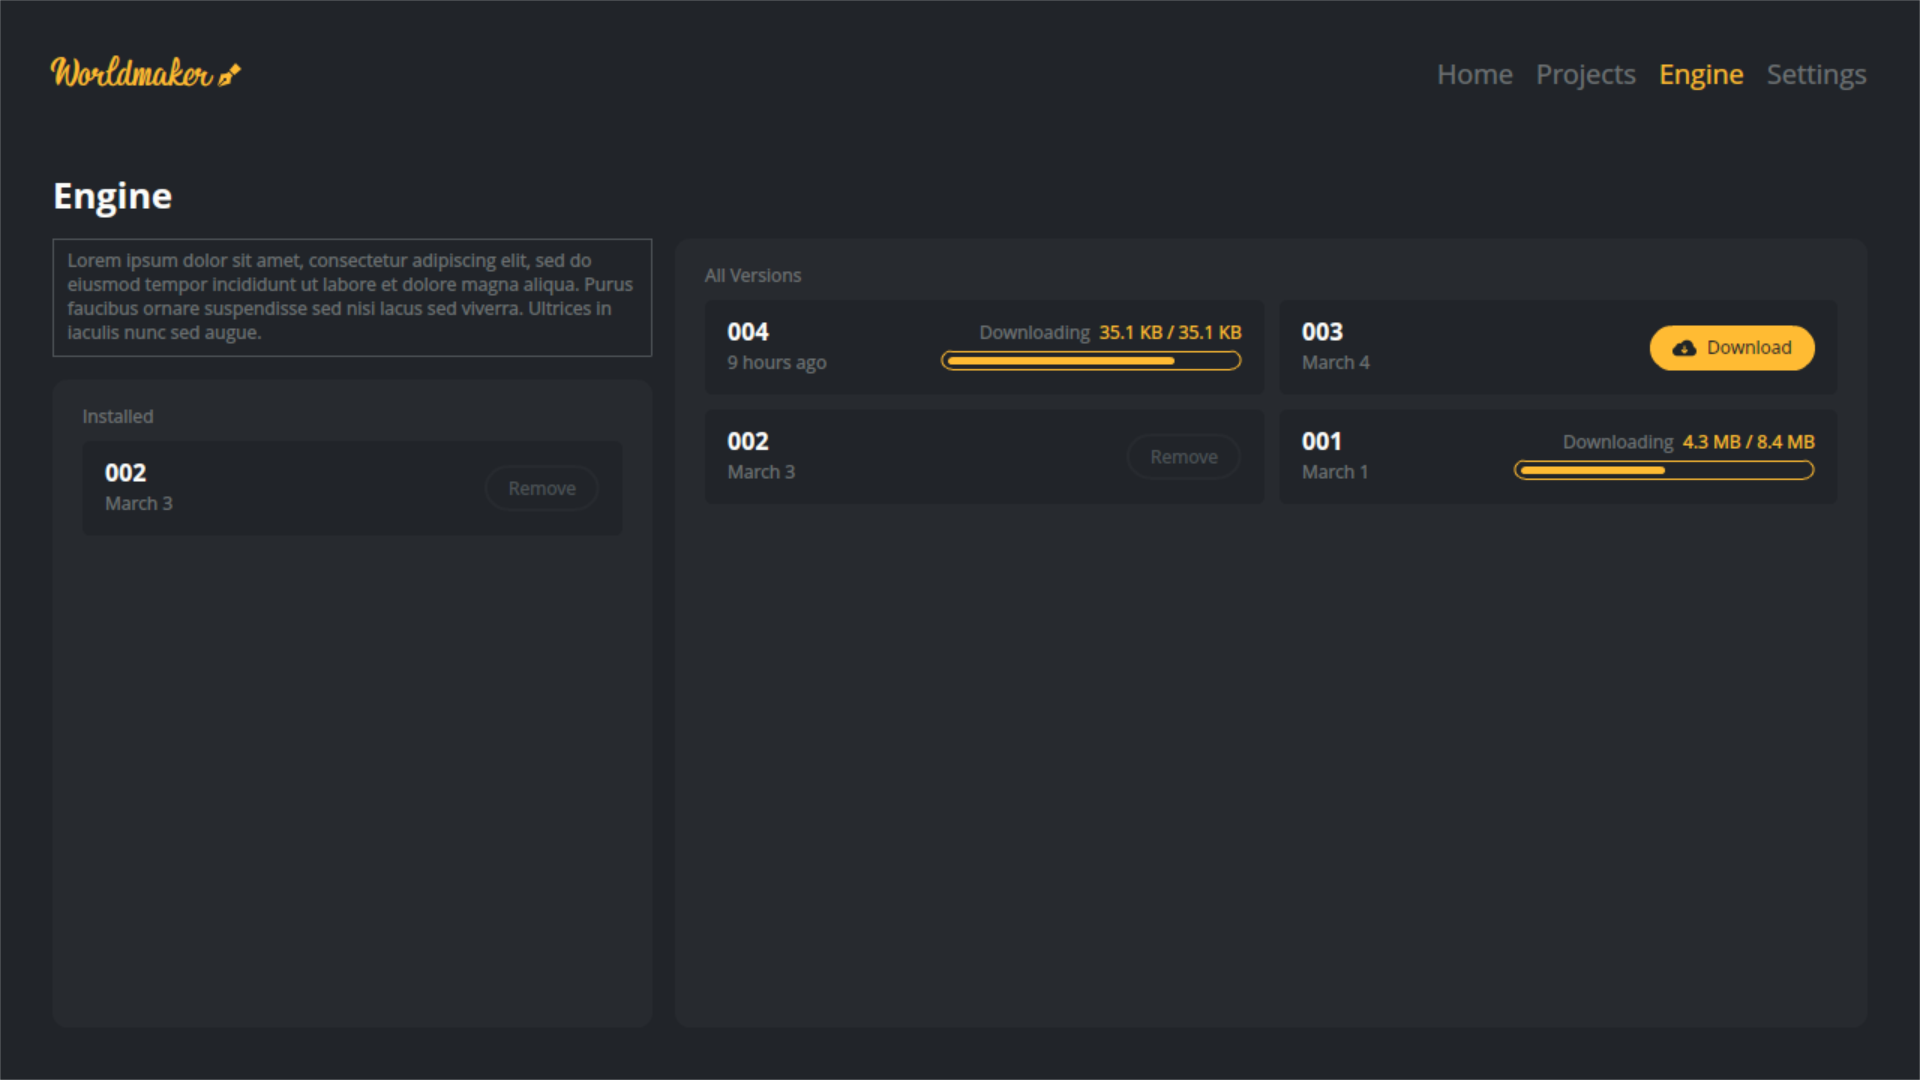 Worldmaker
Home Projects Engine Settings
Engine
Lorem ipsum dolor sit amet, consectetur adipiscing elit, sed do
eiusmod tempor incididunt ut labore et dolore magna aliqua. Purus
faucibus ornare suspendisse sed nisi lacus sed viverra. Ultrices in
iaculis nunc sed augue.
Installed
002
March 3
Remove
All Versions
004
9 hours ago
Downloading 35.1 KB / 35.1 KB
003
March 4
Download
002
March 3
Remove
001
March 1
Downloading 4.3 MB / 8.4 MB